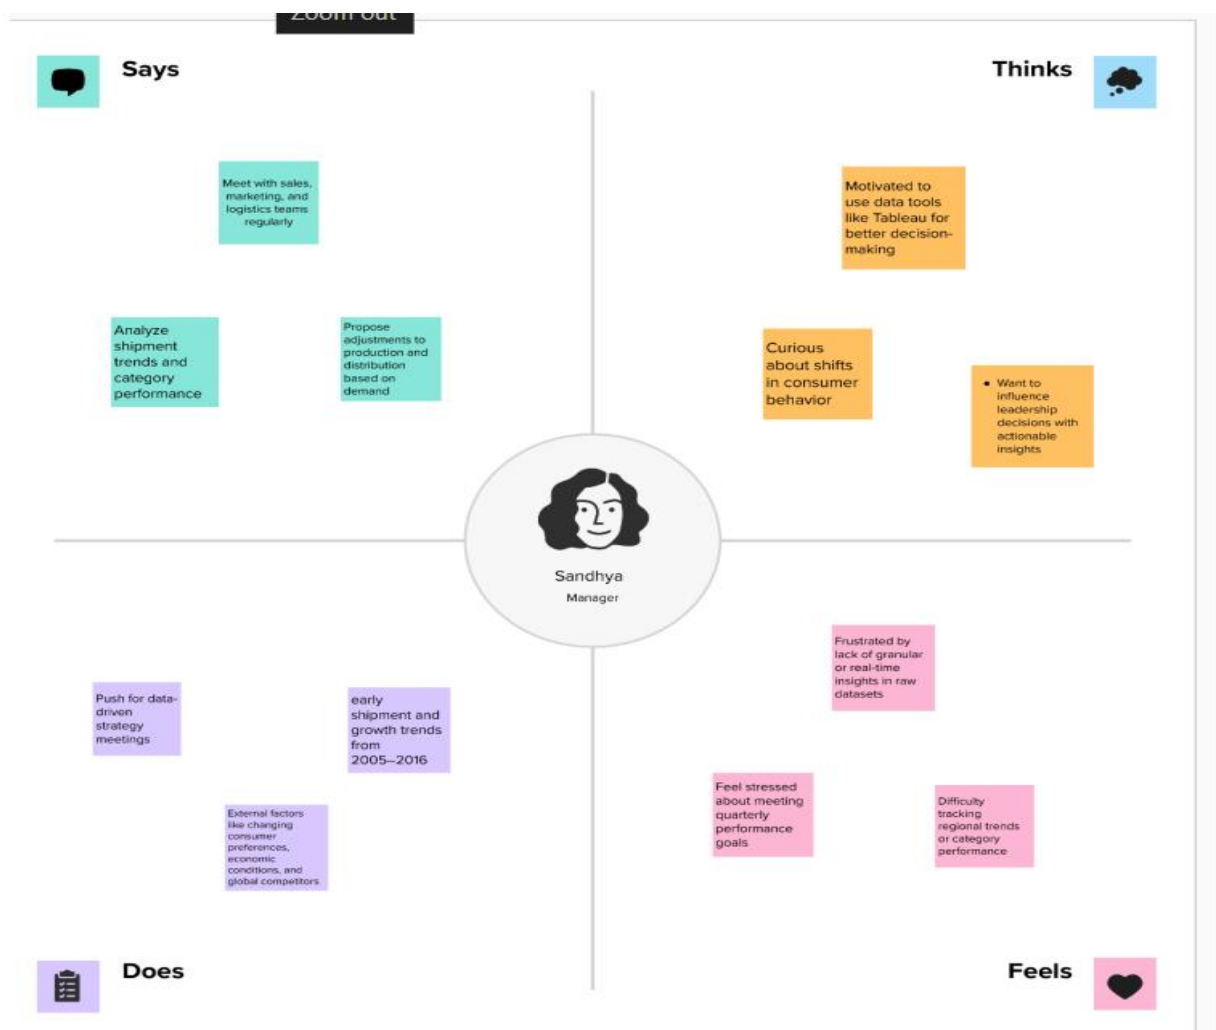 Zoom out
Says
Meet with sales,
marketing, and
logistics teams
regularly
Analyze
shipment
trends and
category
performance
Propose
adjustments to
production and
distribution
based on
demand
Thinks
Motivated to
use data tools
like Tableau for
better decision-
making
Curious
about shifts
in consumer
behavior
• Want to
influence
leadership
decisions with
actionable
insights
Sandhya
Manager
Push for data-
driven
strategy
meetings
early
shipment and
growth trends
from
2005–2016
External factors
like changing
consumer
preferences,
economic
conditions, and
global competitors
Does
Frustrated by
lack of granular
or real-time
insights in raw
datasets
Feel stressed
about meeting
quarterly
performance
goals
Difficulty
tracking
regional trends
or category
performance
Feels